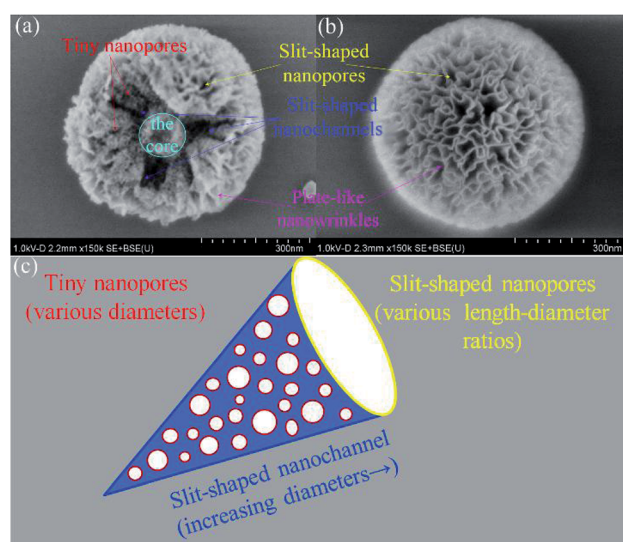 (a)
Tiny nanopores
Slit-shaped
nanopores
(b)
Slit-shaped
nanochannels
the
core
Plate-like
nanowrinkles
1.0kV-D 2.2mm x150k SE+BSE(U)
300nm
1.0kV-D 2.3mm x150k SE+BSE(U)
300nm
(c)
Tiny nanopores
(various diameters)
Slit-shaped nanopores
(various length-diameter
ratios)
Slit-shaped nanochannel
(increasing diameters→)